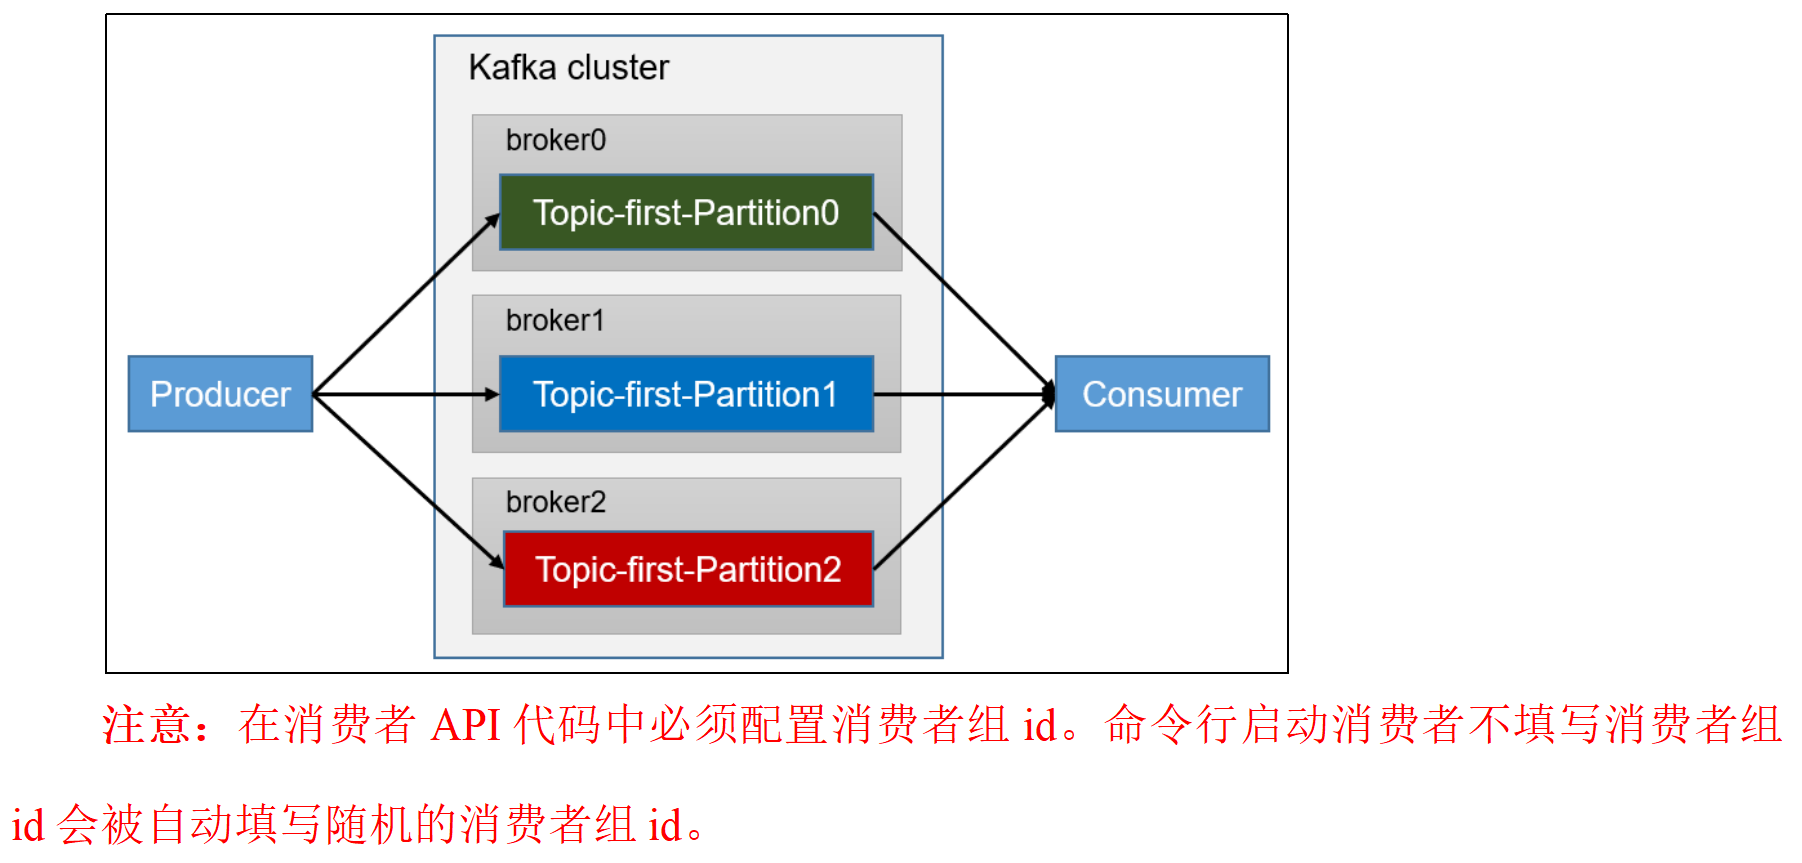 Kafka cluster
broker0
Topic-first-Partition0
broker1
Producer
Topic-first-Partition1
Consumer
broker2
Topic-first-Partition2
注意：在消费者 API 代码中必须配置消费者组 id。命令行启动消费者不填写消费者组
id 会被自动填写随机的消费者组 id。